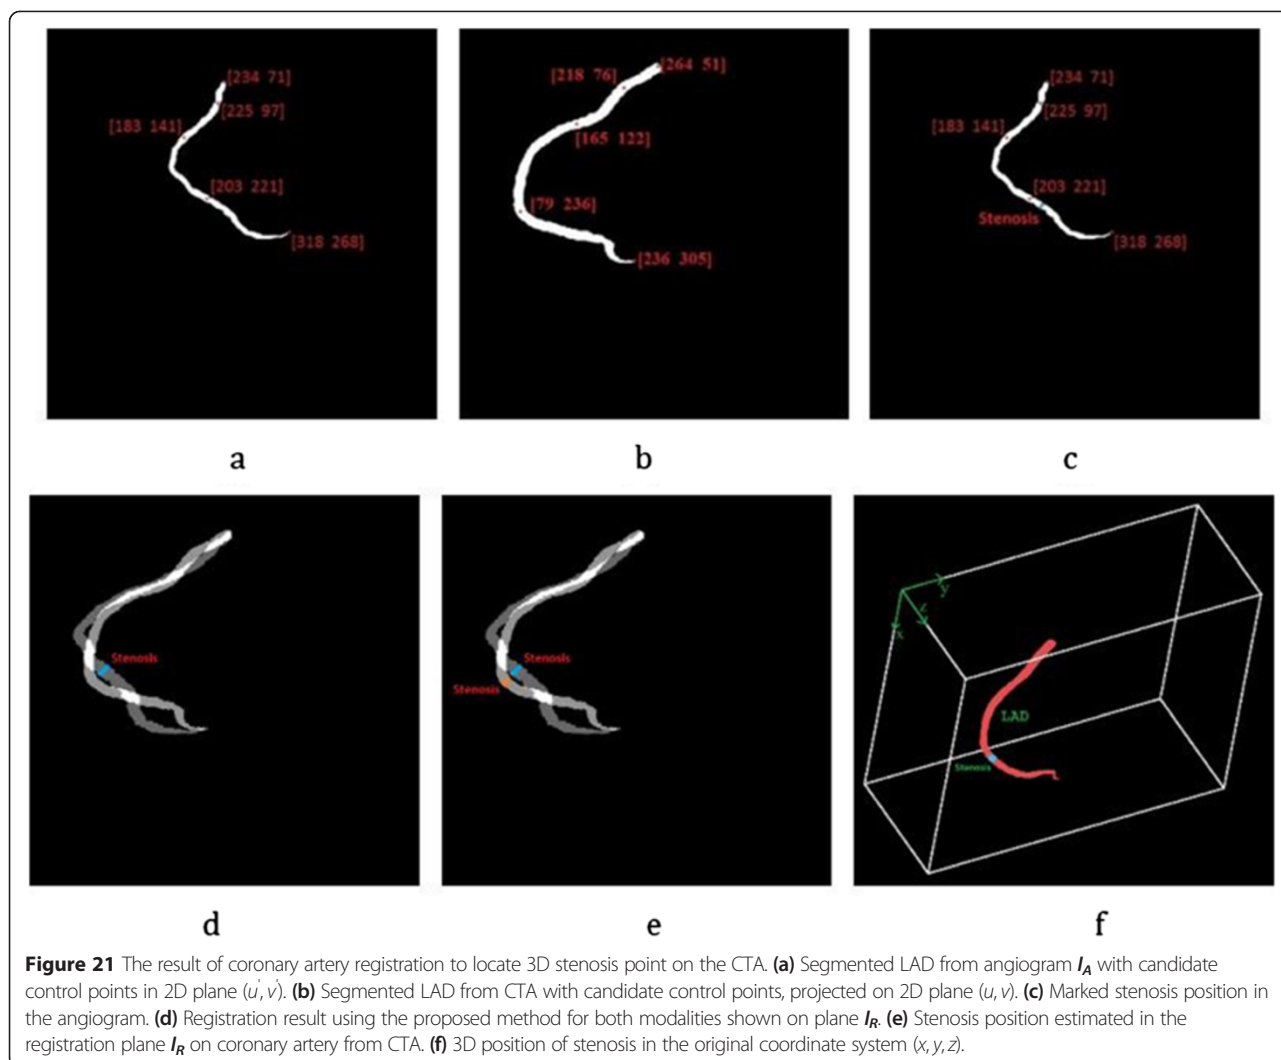 [234 71]
[225 97]
[183 141]
[203 221]
[318 268]
a
[264 51]
[218 76]
[165 122]
[79 236]
[236 305]
b
[234 71]
[225 97]
[183 141]
[203 221]
Stenosis
[318 268]
c
Stenosis
d
Stenosis
Stenosis
e
y
z
x
LAD
Stenosis
f
Figure 21 The result of coronary artery registration to locate 3D stenosis point on the CTA. (a) Segmented LAD from angiogram I_A with candidate
control points in 2D plane (u′, v′). (b) Segmented LAD from CTA with candidate control points, projected on 2D plane (u, v). (c) Marked stenosis position in
the angiogram. (d) Registration result using the proposed method for both modalities shown on plane I_R. (e) Stenosis position estimated in the
registration plane I_R on coronary artery from CTA. (f) 3D position of stenosis in the original coordinate system (x, y, z).